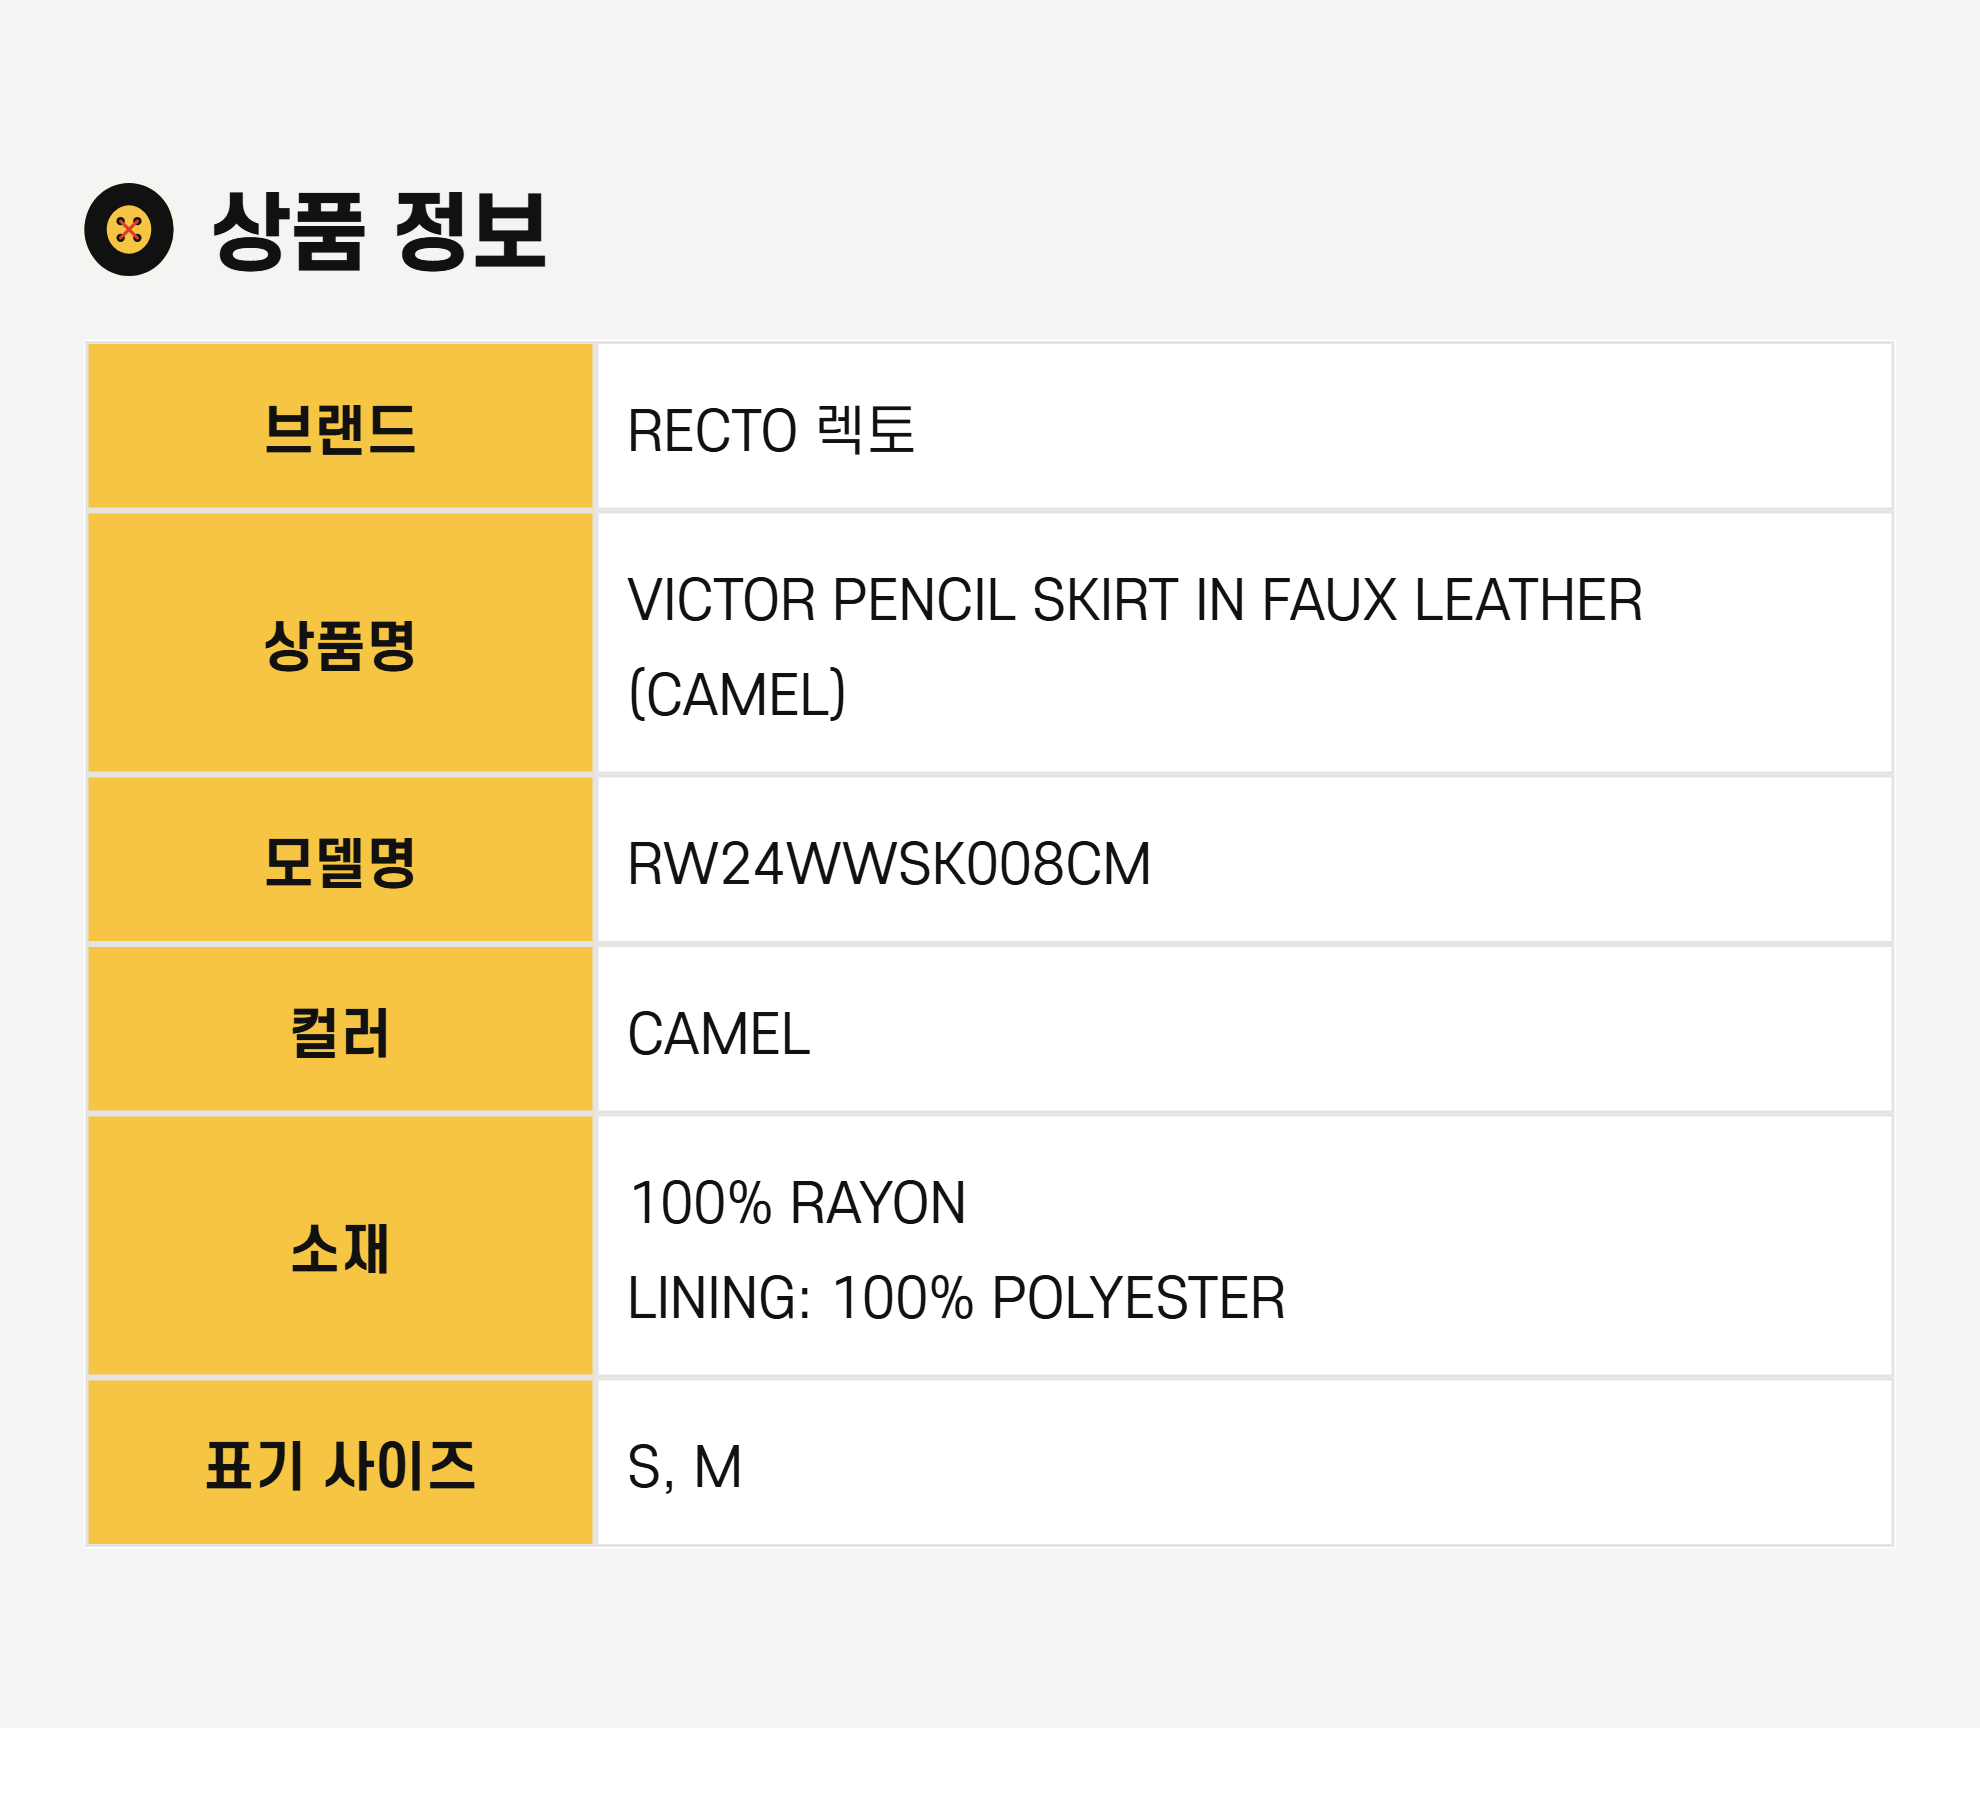 상품 정보
브랜드
RECTO 렉토
상품명
VICTOR PENCIL SKIRT IN FAUX LEATHER
(CAMEL)
모델명
RW24WWSK008CM
컬러
CAMEL
소재
100% RAYON
LINING: 100% POLYESTER
표기 사이즈
S, M